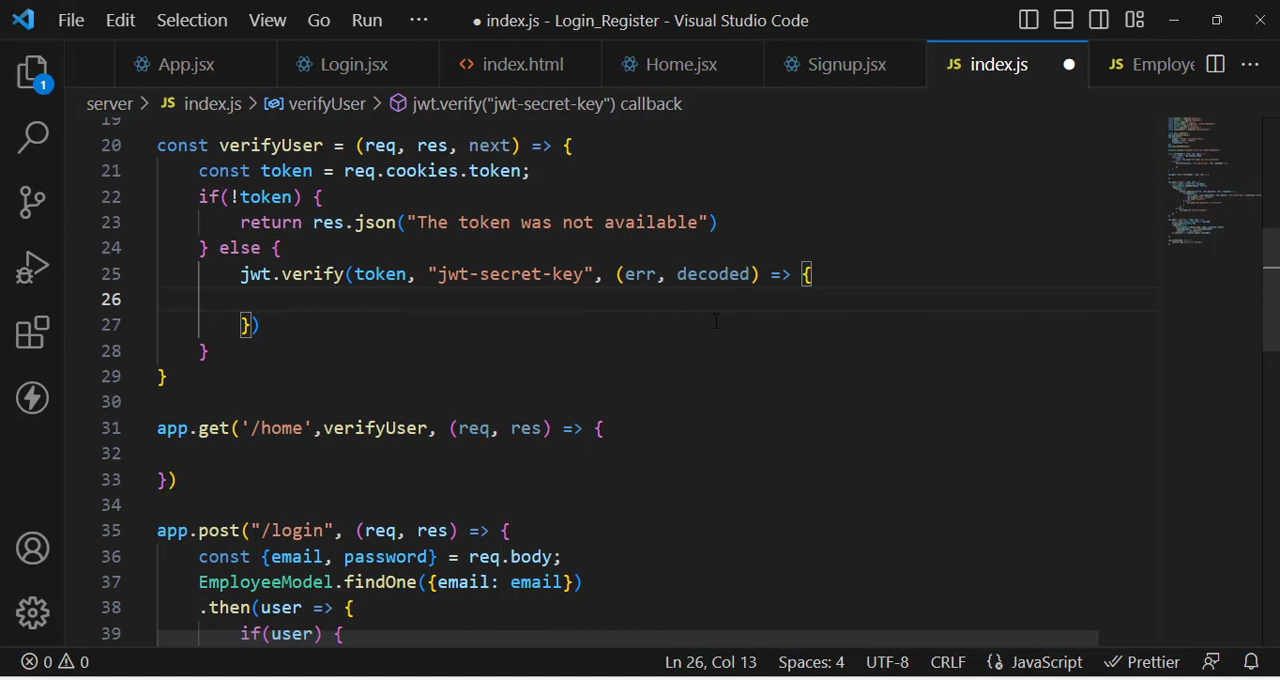 File Edit Selection View Go Run ··· ● index.js - Login_Register - Visual Studio Code
App.jsx Login.jsx <> index.html Home.jsx Signup.jsx JS index.js ● JS Employe ···
1
server > JS index.js > verifyUser > jwt.verify("jwt-secret-key") callback
19
20 const verifyUser = (req, res, next) => {
21 const token = req.cookies.token;
22 if(!token) {
23 return res.json("The token was not available")
24 } else {
25 jwt.verify(token, "jwt-secret-key", (err, decoded) => {
26
27 })
28 }
29 }
30
31 app.get('/home',verifyUser, (req, res) => {
32
33 })
34
35 app.post("/login", (req, res) => {
36 const {email, password} = req.body;
37 EmployeeModel.findOne({email: email})
38 .then(user => {
39 if(user) {
0 0 Ln 26, Col 13 Spaces: 4 UTF-8 CRLF {} JavaScript Prettier